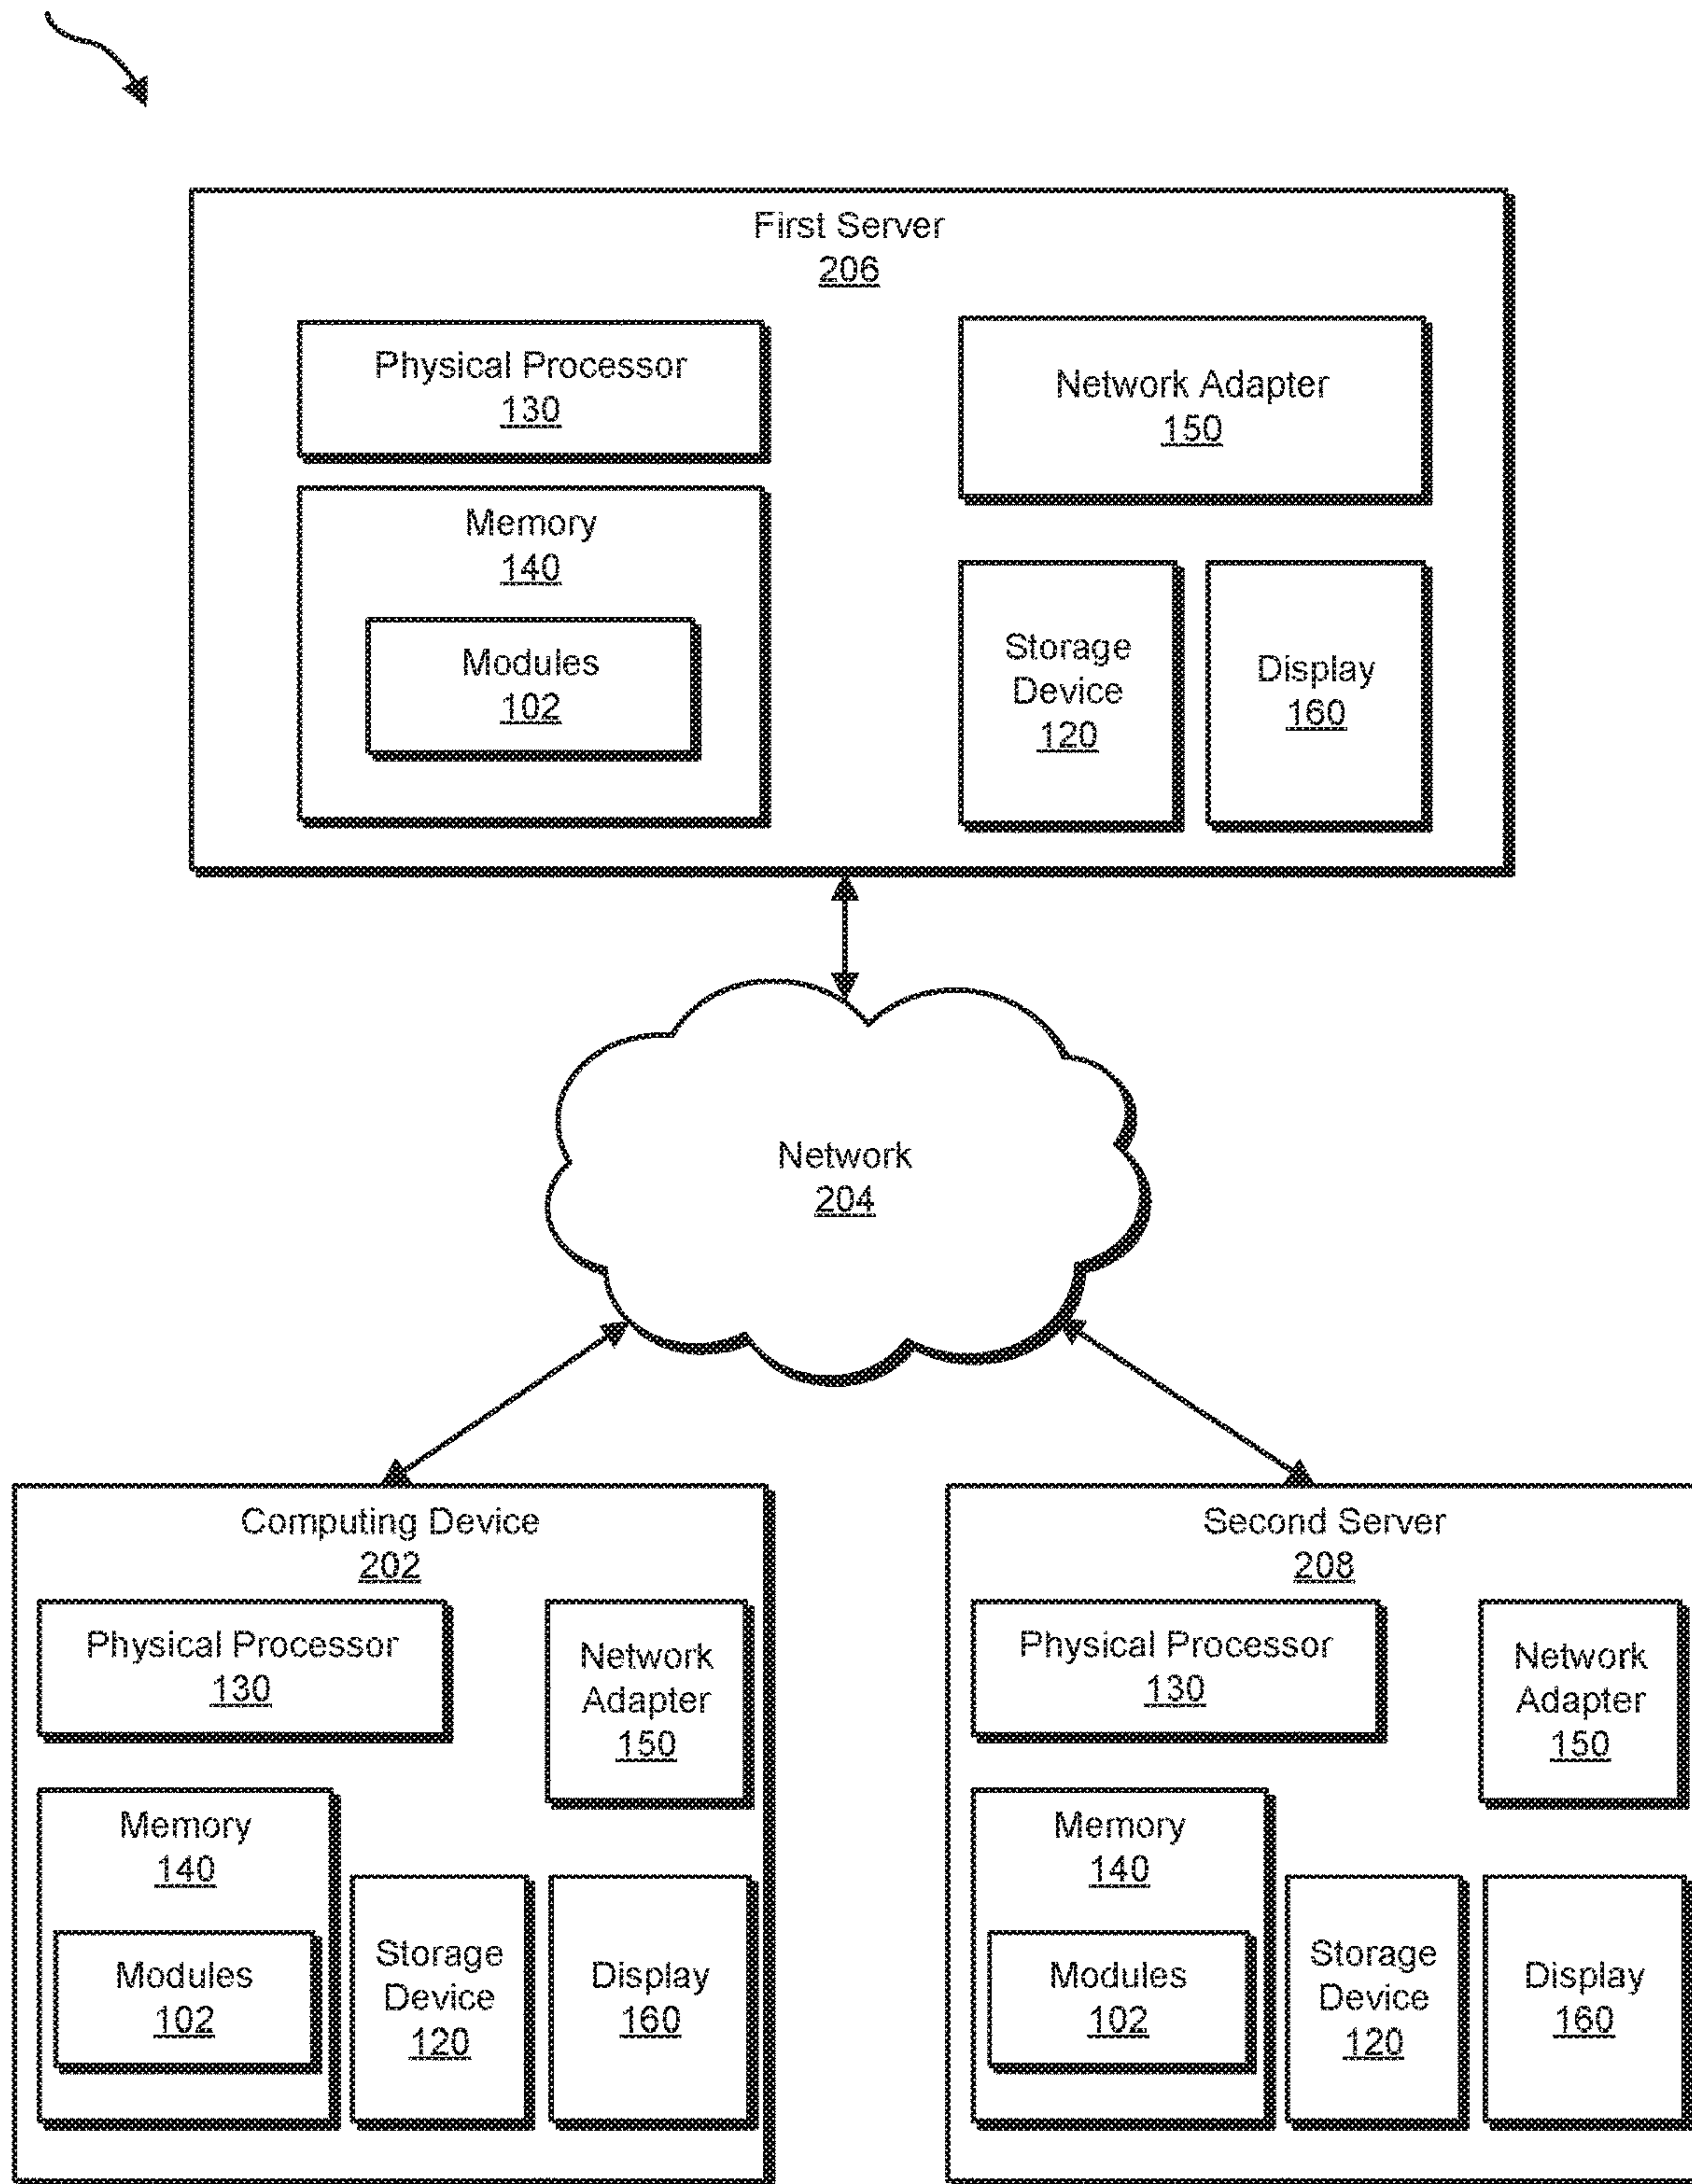 First Server
206
Physical Processor
130
Network Adapter
150
Memory
140
Modules
102
Storage
Device
120
Display
160
Network
204
Computing Device
202
Physical Processor
130
Network
Adapter
150
Memory
140
Modules
102
Storage
Device
120
Display
160
Second Server
208
Physical Processor
130
Network
Adapter
150
Memory
140
Modules
102
Storage
Device
120
Display
160